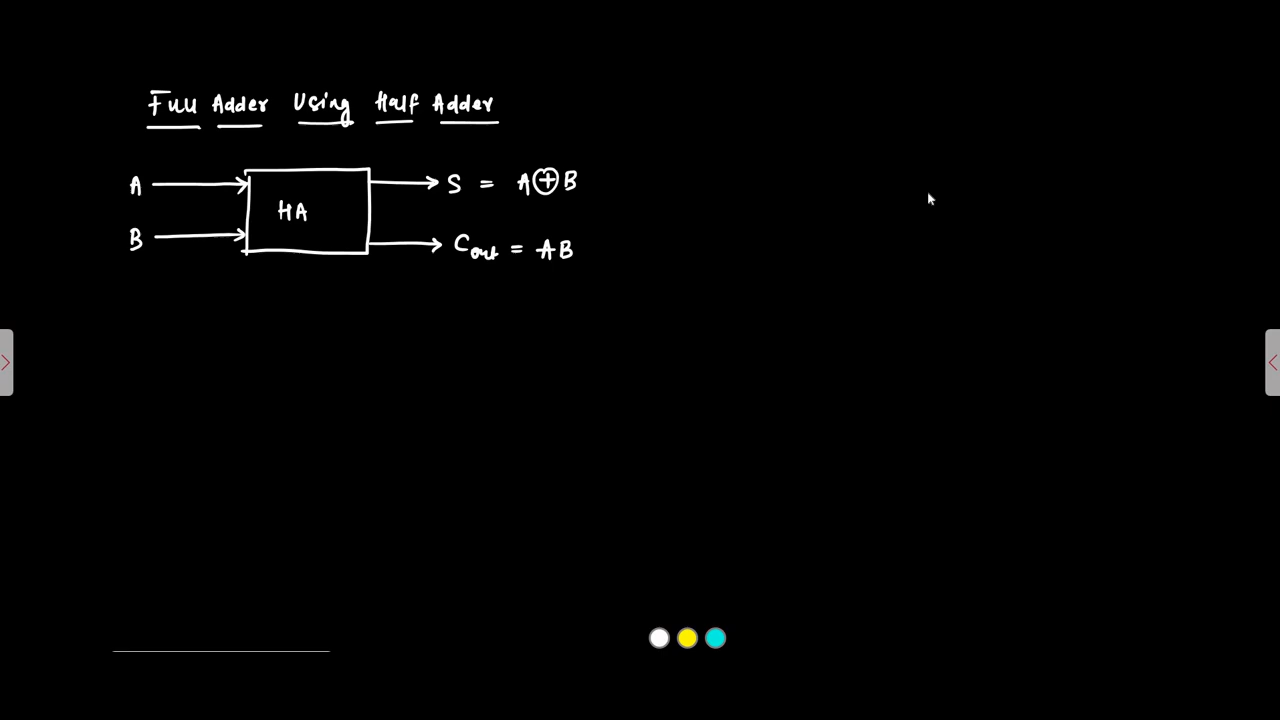 Full Adder Using Half Adder
A HA S = A⊕B
B Cout = AB